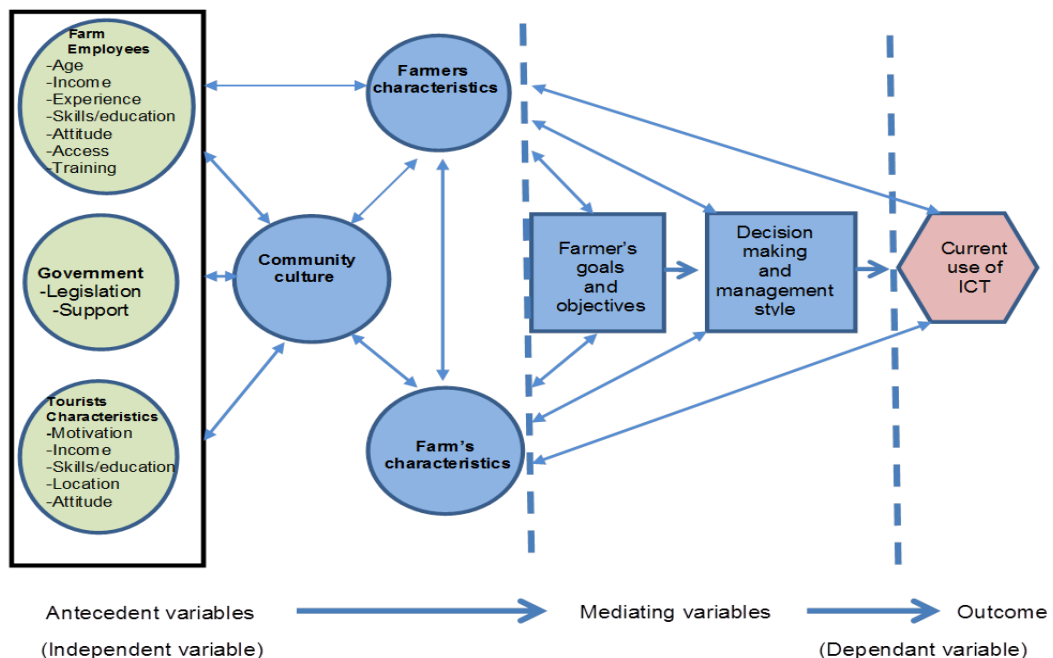 Farm
Employees
-Age
-Income
-Experience
-Skills/education
-Attitude
-Access
-Training
Government
-Legislation
-Support
Tourists
Characteristics
-Motivation
-Income
-Skills/education
-Location
-Attitude
Community
culture
Farmers
characteristics
Farm's
characteristics
Farmer's
goals
and
objectives
Decision
making
and
management
style
Current
use of
ICT
Antecedent variables
(Independent variable)
Mediating variables
Outcome
(Dependant variable)